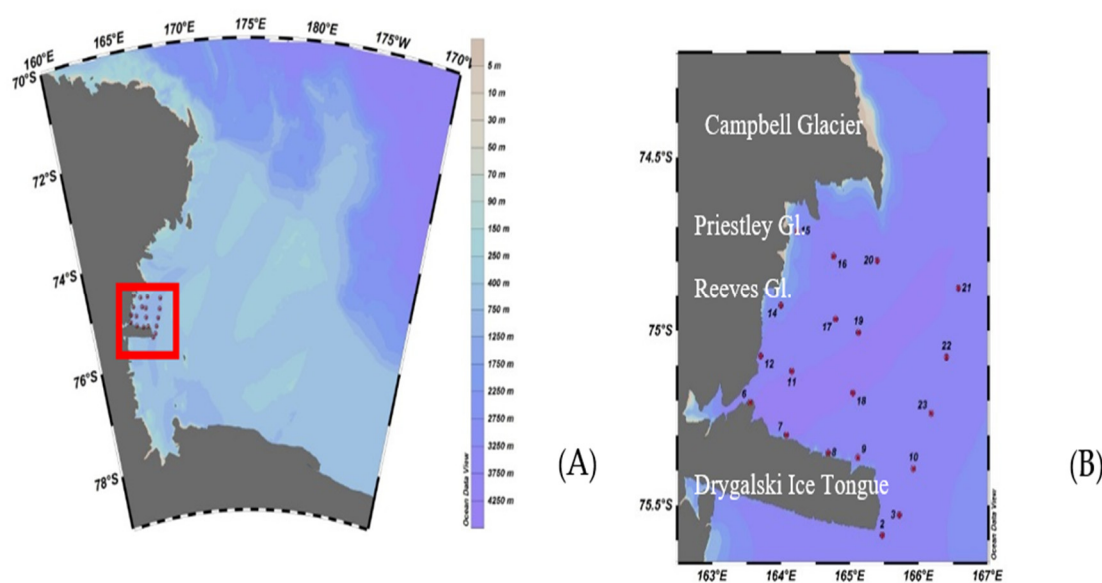 160°E 165°E 170°E 175°E 180°E 175°W 170°
70°S
72°S
74°S
76°S
78°S
5 m
10 m
30 m
50 m
70 m
90 m
150 m
250 m
400 m
750 m
1250 m
1750 m
2250 m
2750 m
3250 m
3750 m
4250 m
Ocean Data View
(A)
Campbell Glacier
74.5°S
Priestley Gl.
15
16
20
Reeves Gl.
21
14
17
19
75°S
22
12
11
6
18
23
7
8
9
10
Drygalski Ice Tongue
75.5°S
3
2
163°E 164°E 165°E 166°E 167°E
Ocean Data View
(B)